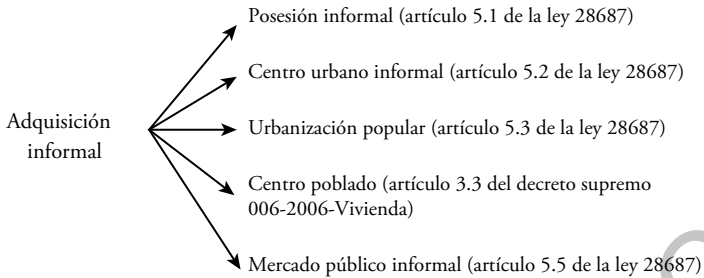 Posesión informal (artículo 5.1 de la ley 28687)
Centro urbano informal (artículo 5.2 de la ley 28687)
Adquisición
informal
Urbanización popular (artículo 5.3 de la ley 28687)
Centro poblado (artículo 3.3 del decreto supremo
006-2006-Vivienda)
Mercado público informal (artículo 5.5 de la ley 28687)